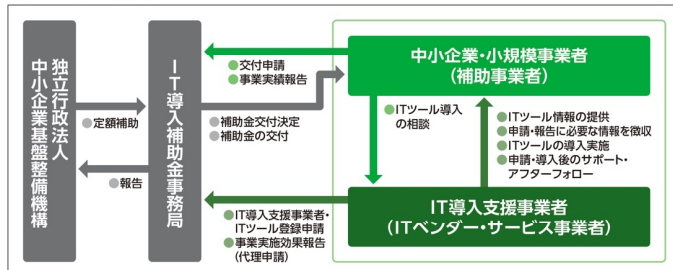 独立行政法人
中小企業基盤整備機構
●定額補助
●報告
IT導入補助金事務局
●交付申請
●事業実績報告
●補助金交付決定
●補助金の交付
●IT導入支援事業者・
ITツール登録申請
●事業実施効果報告
(代理申請)
中小企業・小規模事業者
(補助事業者)
●ITツール導入
の相談
●ITツール情報の提供
●申請・報告に必要な情報を徴収
●ITツールの導入実施
●申請・導入後のサポート・
アフターフォロー
IT導入支援事業者
(ITベンダー・サービス事業者)